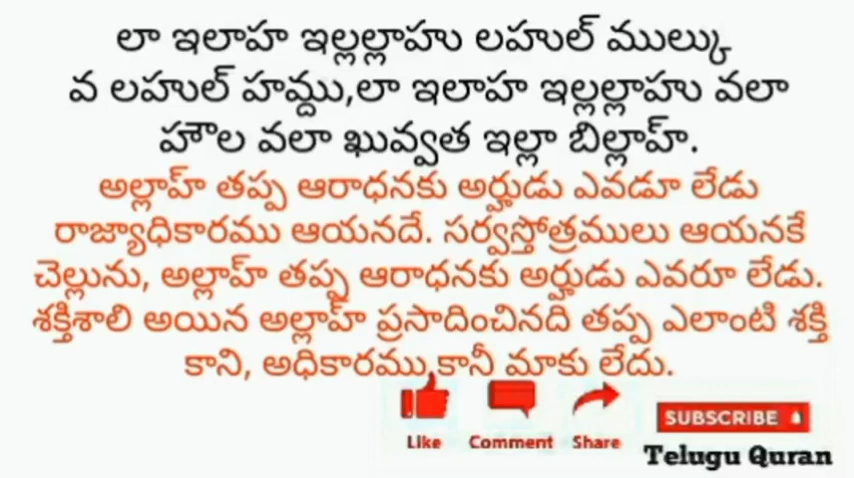 లా ఇలాహ ఇల్లల్లాహు లహుల్ ముల్కు
వ లహుల్ హమ్దు,లా ఇలాహ ఇల్లల్లాహు వలా
హౌల వలా ఖువ్వత ఇల్లా బిల్లాహ్.
అల్లాహ్ తప్ప ఆరాధనకు అర్హుడు ఎవడూ లేడు
రాజ్యాధికారము ఆయనదే. సర్వస్తోత్రములు ఆయనకే
చెల్లును, అల్లాహ్ తప్ప ఆరాధనకు అర్హుడు ఎవరూ లేడు.
శక్తిశాలి అయిన అల్లాహ్ ప్రసాదించినది తప్ప ఎలాంటి శక్తి
కాని, అధికారము,కానీ మాకు లేదు.
Like Comment Share SUBSCRIBE
Telugu Quran